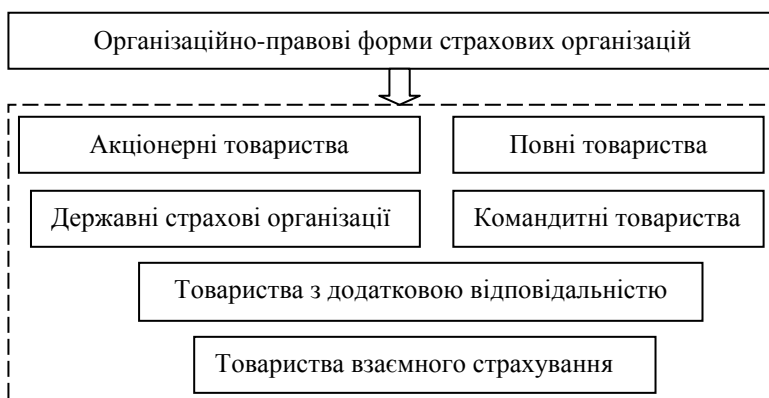 Організаційно-правові форми страхових організацій
Акціонерні товариства
Повні товариства
Державні страхові організації
Командитні товариства
Товариства з додатковою відповідальністю
Товариства взаємного страхування